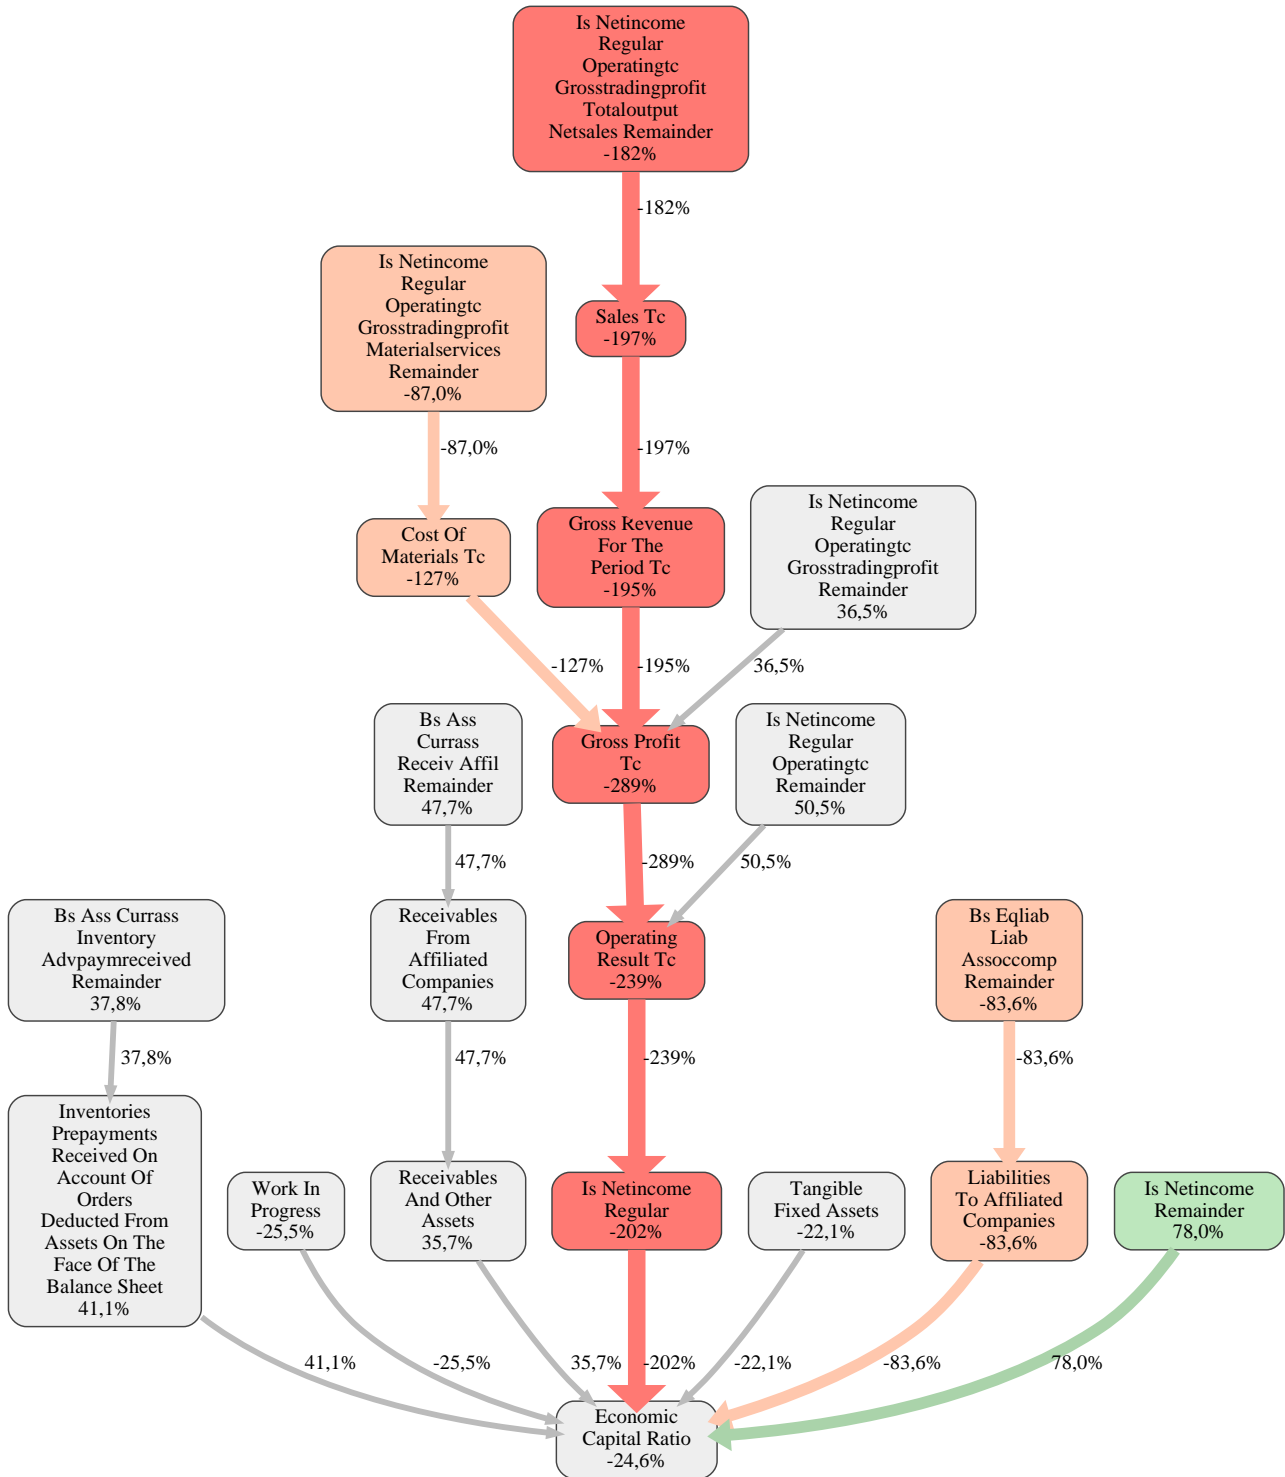 Is Netincome
Regular
Operatingtc
Grosstradingprofit
Totaloutput
Netsales Remainder
-182%
-182%
Is Netincome
Regular
Operatingtc
Grosstradingprofit
Materialservices
Remainder
-87,0%
Sales Tc
-197%
-87,0%
-197%
Is Netincome
Regular
Operatingtc
Grosstradingprofit
Remainder
36,5%
Cost Of
Materials Tc
-127%
Gross Revenue
For The
Period Tc
-195%
-127%
-195%
36,5%
Bs Ass
Currass
Receiv Affil
Remainder
47,7%
Gross Profit
Tc
-289%
Is Netincome
Regular
Operatingtc
Remainder
50,5%
47,7%
-289%
50,5%
Bs Ass Currass
Inventory
Advpaymreceived
Remainder
37,8%
Receivables
From
Affiliated
Companies
47,7%
Operating
Result Tc
-239%
Bs Eqliab
Liab
Assoccomp
Remainder
-83,6%
37,8%
47,7%
-239%
-83,6%
Inventories
Prepayments
Received On
Account Of
Orders
Deducted From
Assets On The
Face Of The
Balance Sheet
41,1%
Work In
Progress
-25,5%
Receivables
And Other
Assets
35,7%
Is Netincome
Regular
-202%
Tangible
Fixed Assets
-22,1%
Liabilities
To Affiliated
Companies
-83,6%
Is Netincome
Remainder
78,0%
41,1%
-25,5%
35,7%
-202%
-22,1%
-83,6%
78,0%
Economic
Capital Ratio
-24,6%